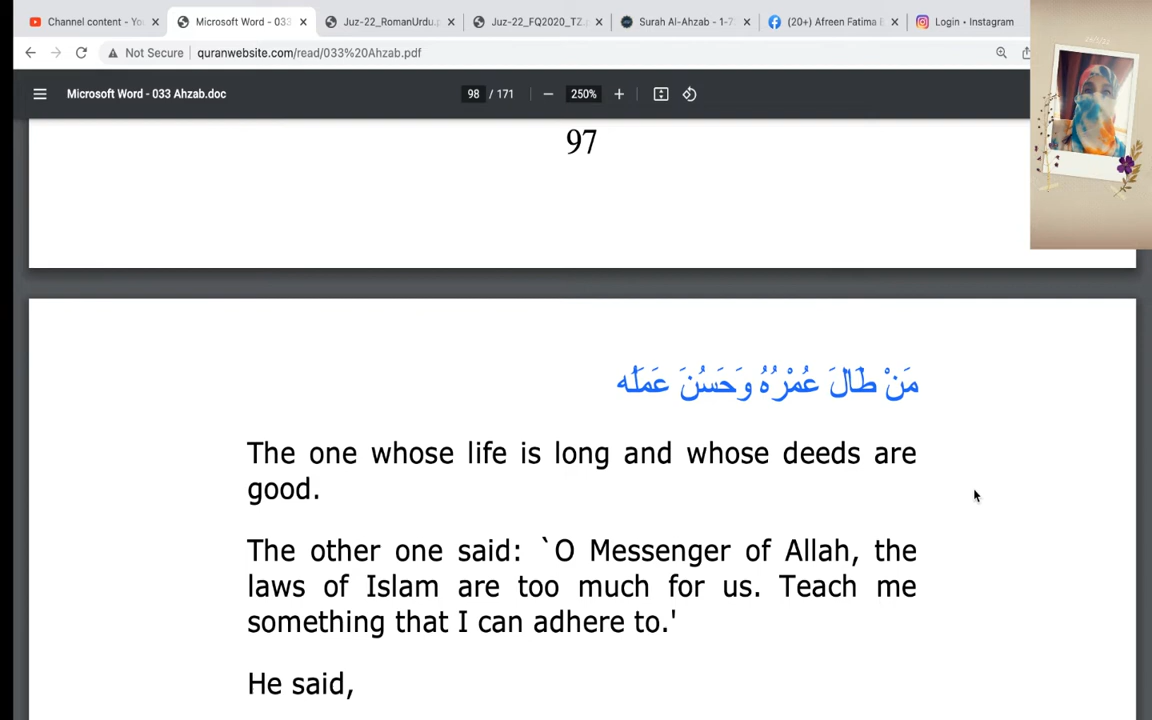 Channel content - Yo
Microsoft Word - 033
Juz-22_RomanUrdu.p
Juz-22_FQ2020_TZ.
Surah Al-Ahzab - 1-7
(20+) Afreen Fatima
Login • Instagram
Not Secure
quranwebsite.com/read/033%20Ahzab.pdf
Microsoft Word - 033 Ahzab.doc
98 / 171
250%
97
مَنْ طَالَ عُمْرُهُ وَحَسُنَ عَمَلُه
The one whose life is long and whose deeds are
good.
The other one said: `O Messenger of Allah, the
laws of Islam are too much for us. Teach me
something that I can adhere to.'
He said,